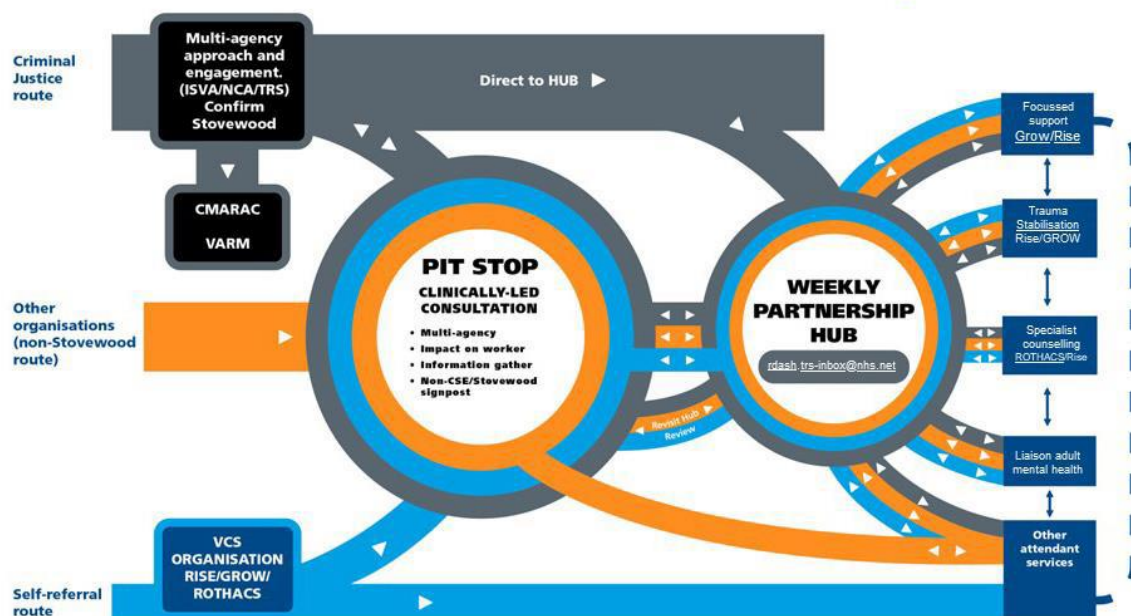 Criminal
Justice
route
Multi-agency
approach and
engagement.
(ISVA/NCA/TRS)
Confirm
Stovewood
Direct to HUB
CMARAC
VARM
Other
organisations
(non-Stovewood
route)
PIT STOP
CLINICALLY-LED
CONSULTATION
• Multi-agency
• Impact on worker
• Information gather
• Non-CSE/Stovewood
signpost
Revisit Hub
Review
WEEKLY
PARTNERSHIP
HUB
rdash.trs-inbox@nhs.net
Focussed
support
Grow/Rise
Trauma
Stabilisation
Rise/GROW
Specialist
counselling
ROTHACS/Rise
Liaison adult
mental health
Other
attendant
services
VCS
ORGANISATION
RISE/GROW/
ROTHACS
Self-referral
route